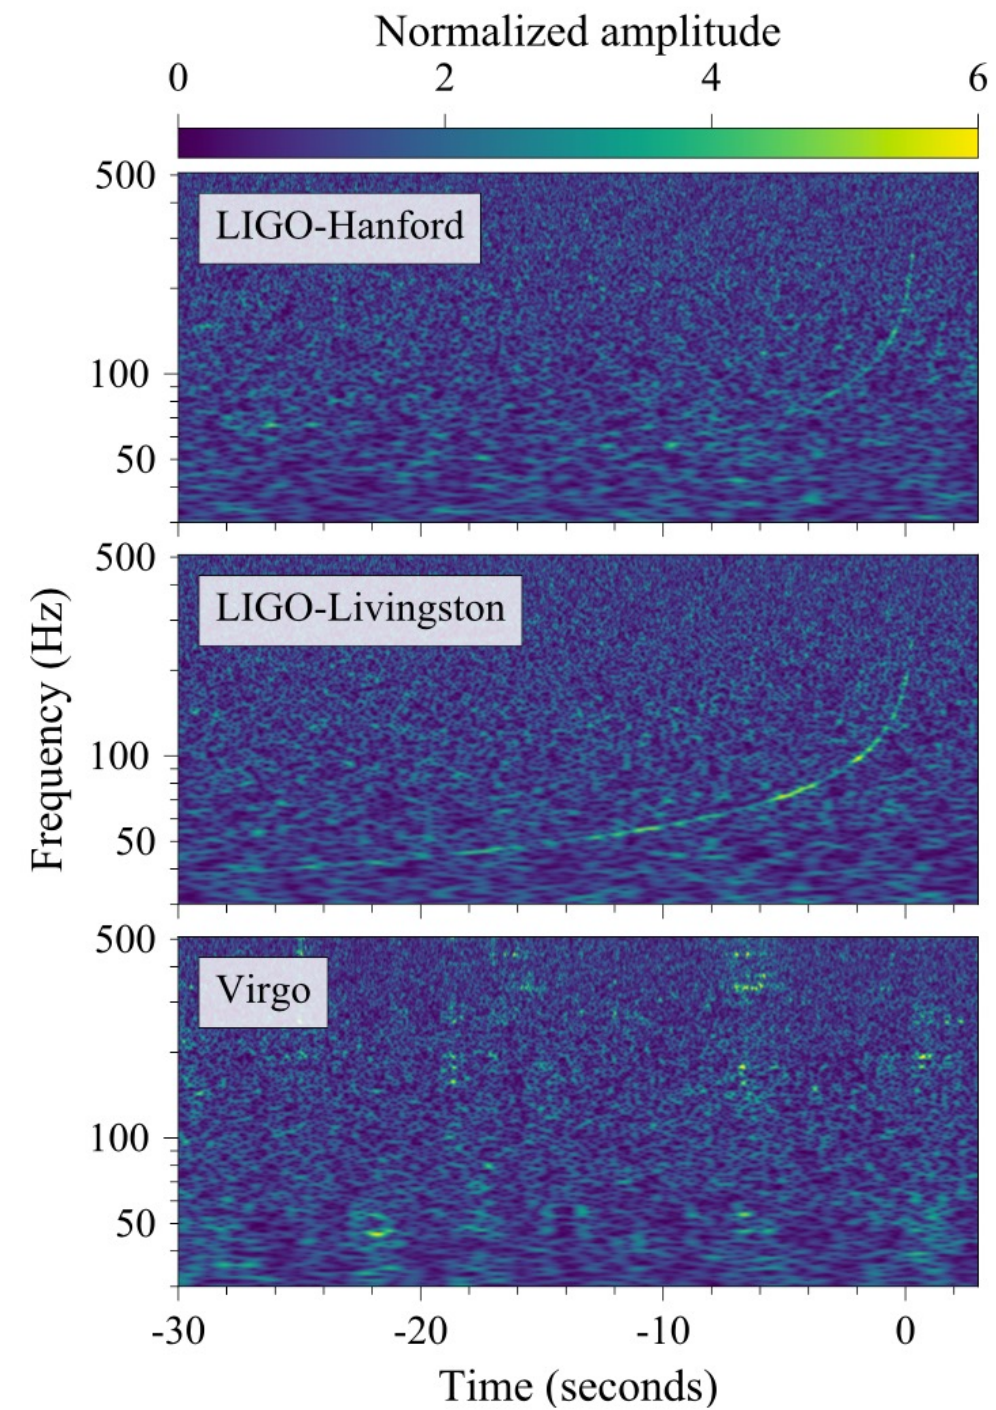 Normalized amplitude
0 2 4 6
500
LIGO-Hanford
100
50
500
LIGO-Livingston
Frequency (Hz)
100
50
500
Virgo
100
50
-30 -20 -10 0
Time (seconds)